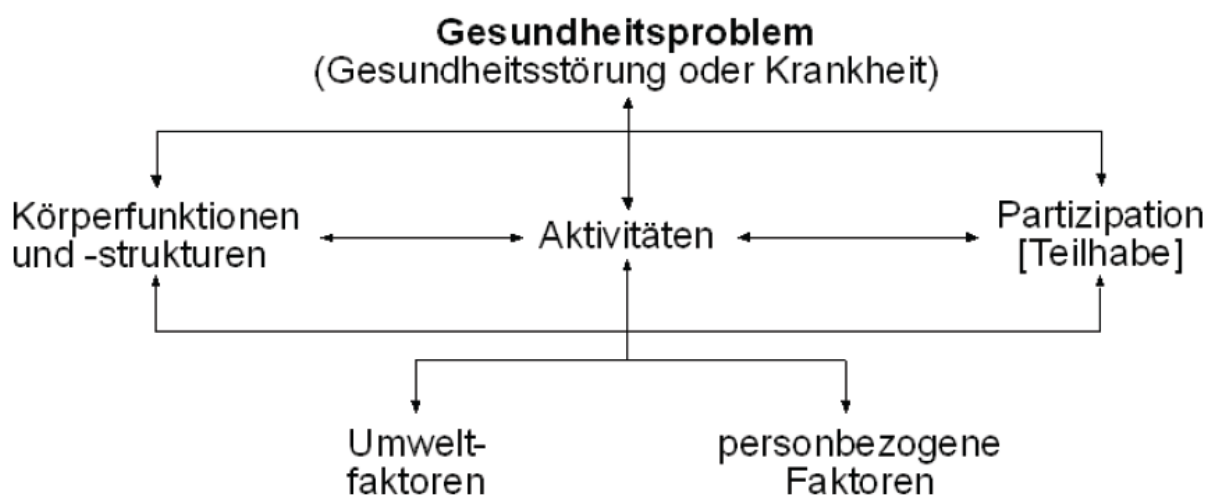 Gesundheitsproblem
(Gesundheitsstörung oder Krankheit)
Körperfunktionen
und -strukturen
Aktivitäten
Partizipation
[Teilhabe]
Umwelt-
faktoren
personbezogene
Faktoren